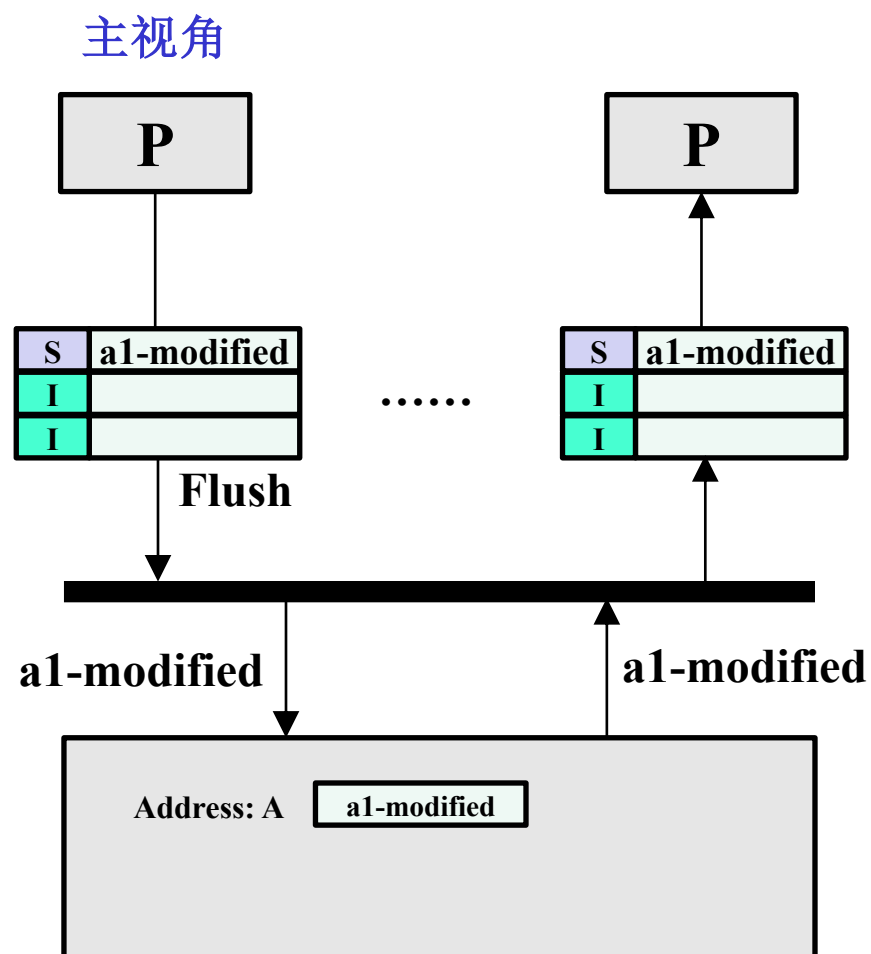 主视角
P
P
S a1-modified
I
I
......
S a1-modified
I
I
Flush
a1-modified
a1-modified
Address: A a1-modified